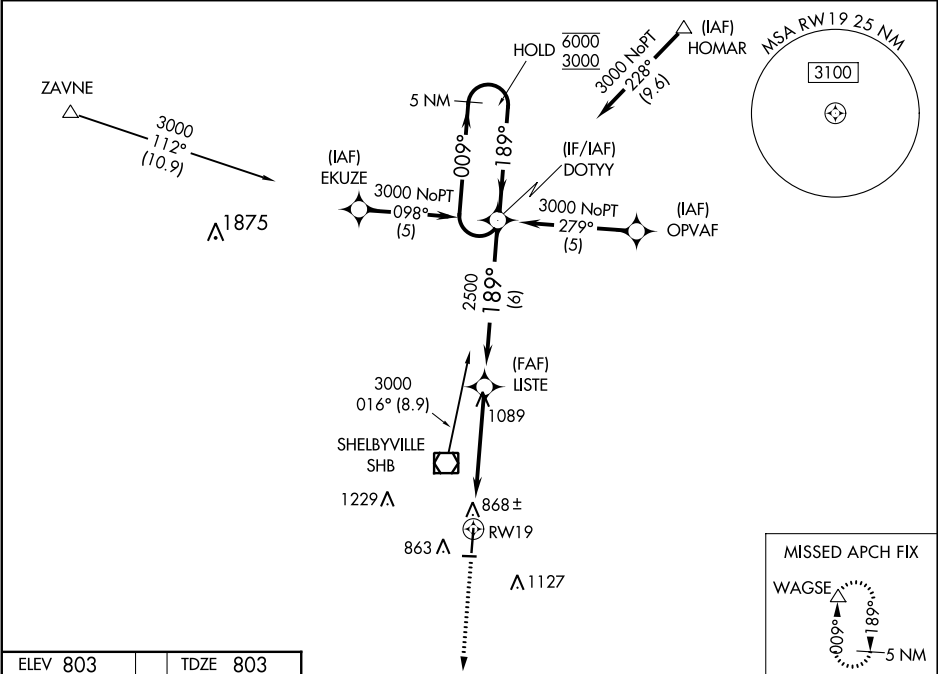 MSA RW19 25 NM
3100
(IAF)
HOMAR
3000 NoPT
228°
(9.6)
HOLD 6000
3000
5 NM
009°
189°
ZAVNE
3000
112°
(10.9)
(IAF)
EKUZE
3000 NoPT
098°
(5)
(IF/IAF)
DOTYY
3000 NoPT
279°
(5)
(IAF)
OPVAF
1875
2500
189°
(6)
(FAF)
LISTE
1089
3000
016° (8.9)
SHELBYVILLE
SHB
1229
868±
RW19
863
1127
MISSED APCH FIX
WAGSE
009°
189°
5 NM
ELEV 803 TDZE 803